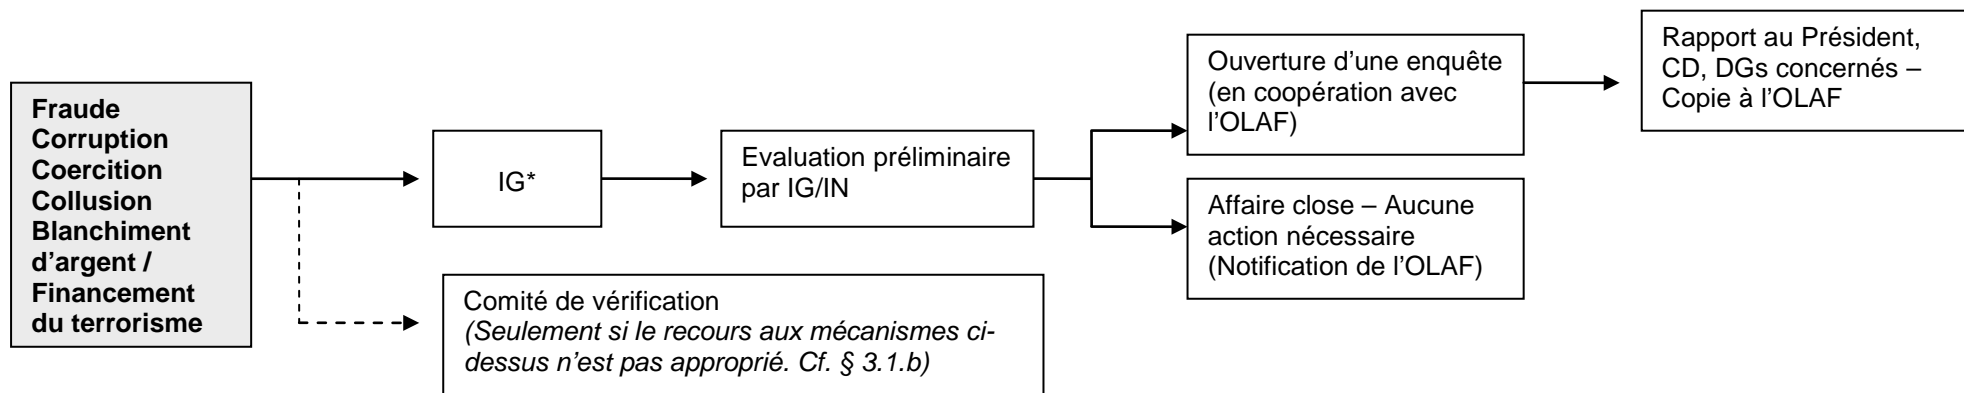 Fraude
Corruption
Coercition
Collusion
Blanchiment
d’argent /
Financement
du terrorisme
IG*
Evaluation préliminaire
par IG/IN
Ouverture d’une enquête
(en coopération avec
l’OLAF)
Rapport au Président,
CD, DGs concernés –
Copie à l’OLAF
Affaire close – Aucune
action nécessaire
(Notification de l’OLAF)
Comité de vérification
(Seulement si le recours aux mécanismes ci-
dessus n’est pas approprié. Cf. § 3.1.b)